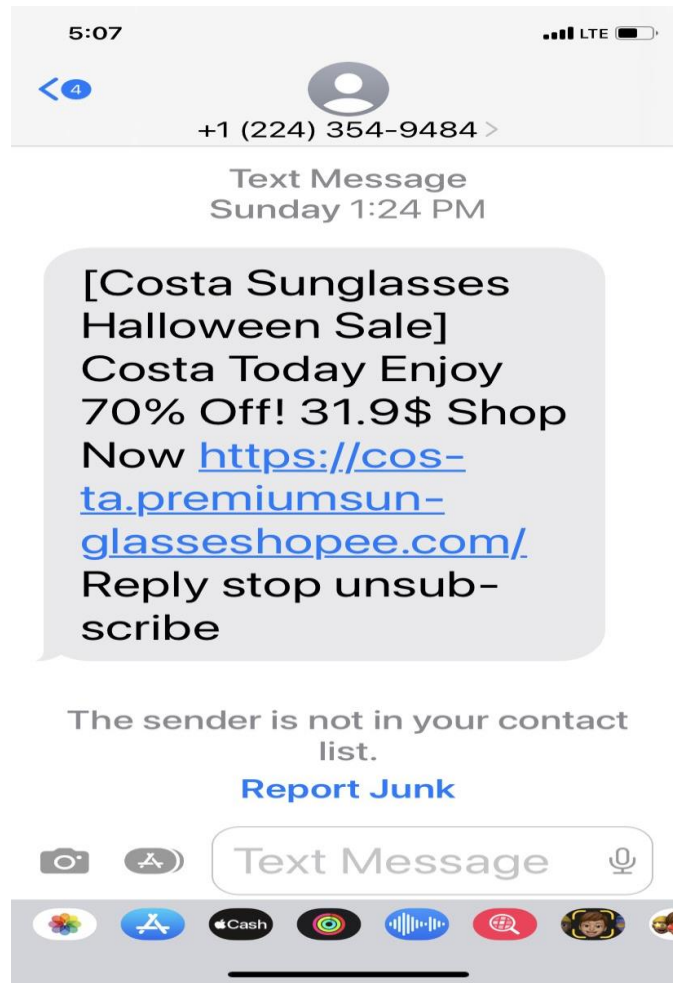 5:07 LTE
4
+1 (224) 354-9484 >
Text Message
Sunday 1:24 PM
[Costa Sunglasses
Halloween Sale]
Costa Today Enjoy
70% Off! 31.9$ Shop
Now https://cos-
ta.premiumsun-
glasseshopee.com/
Reply stop unsub-
scribe
The sender is not in your contact
list.
Report Junk
Text Message
Cash